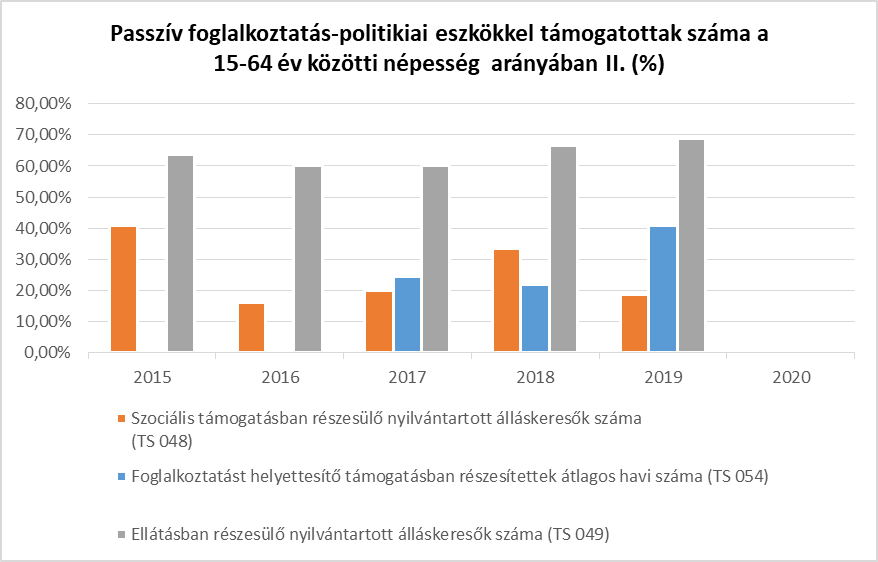 Passzív foglalkoztatás-politikai eszkökkel támogatottak száma a
15-64 év közötti népesség  arányában II. (%)
80,00%
70,00%
60,00%
50,00%
40,00%
30,00%
20,00%
10,00%
0,00%
2015 2016 2017 2018 2019 2020
Szociális támogatásban részesülő nyilvántartott álláskeresők száma
(TS 048)
Foglalkoztatást helyettesítő támogatásban részesítettek átlagos havi száma (TS 054)
Ellátásban részesülő nyilvántartott álláskeresők száma (TS 049)